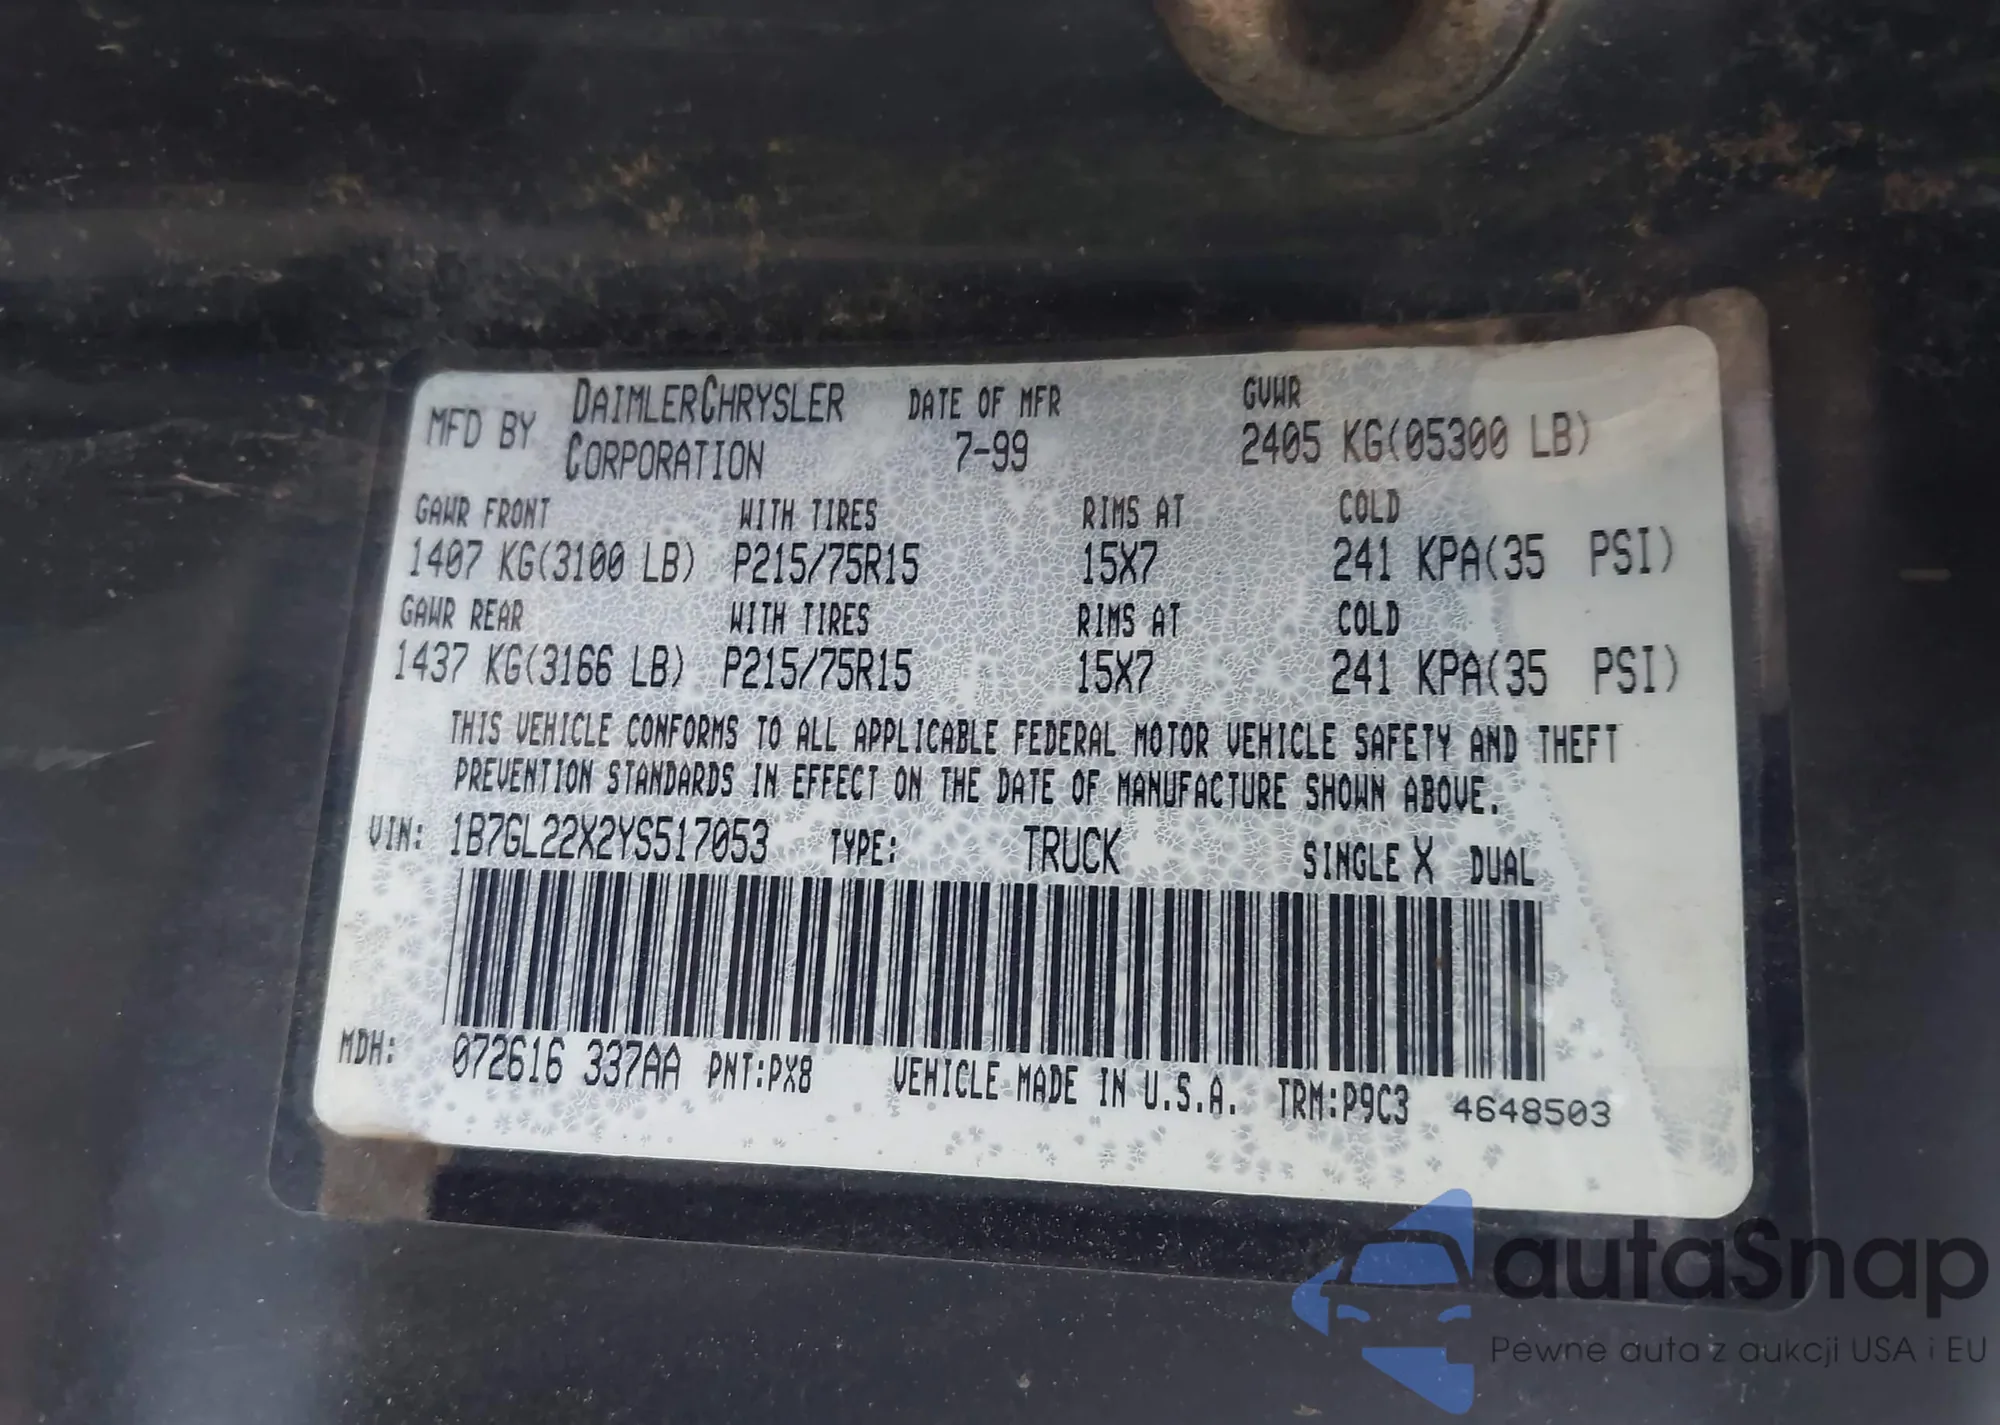 MFD BY DAIMLERCHRYSLER CORPORATION DATE OF MFR 7-99 GVWR 2405 KG(05300 LB)
GAWR FRONT WITH TIRES RIMS AT COLD
1407 KG(3100 LB) P215/75R15 15X7 241 KPA(35 PSI)
GAWR REAR WITH TIRES RIMS AT COLD
1437 KG(3166 LB) P215/75R15 15X7 241 KPA(35 PSI)
THIS VEHICLE CONFORMS TO ALL APPLICABLE FEDERAL MOTOR VEHICLE SAFETY AND THEFT
PREVENTION STANDARDS IN EFFECT ON THE DATE OF MANUFACTURE SHOWN ABOVE.
VIN: 1B7GL22X2YS517053 TYPE: TRUCK SINGLE X DUAL
MDH: 072616 337AA PNT:PX8 VEHICLE MADE IN U.S.A. TRM:P9C3 4648503
autaSnap
Pewne auta z aukcji USA i EU